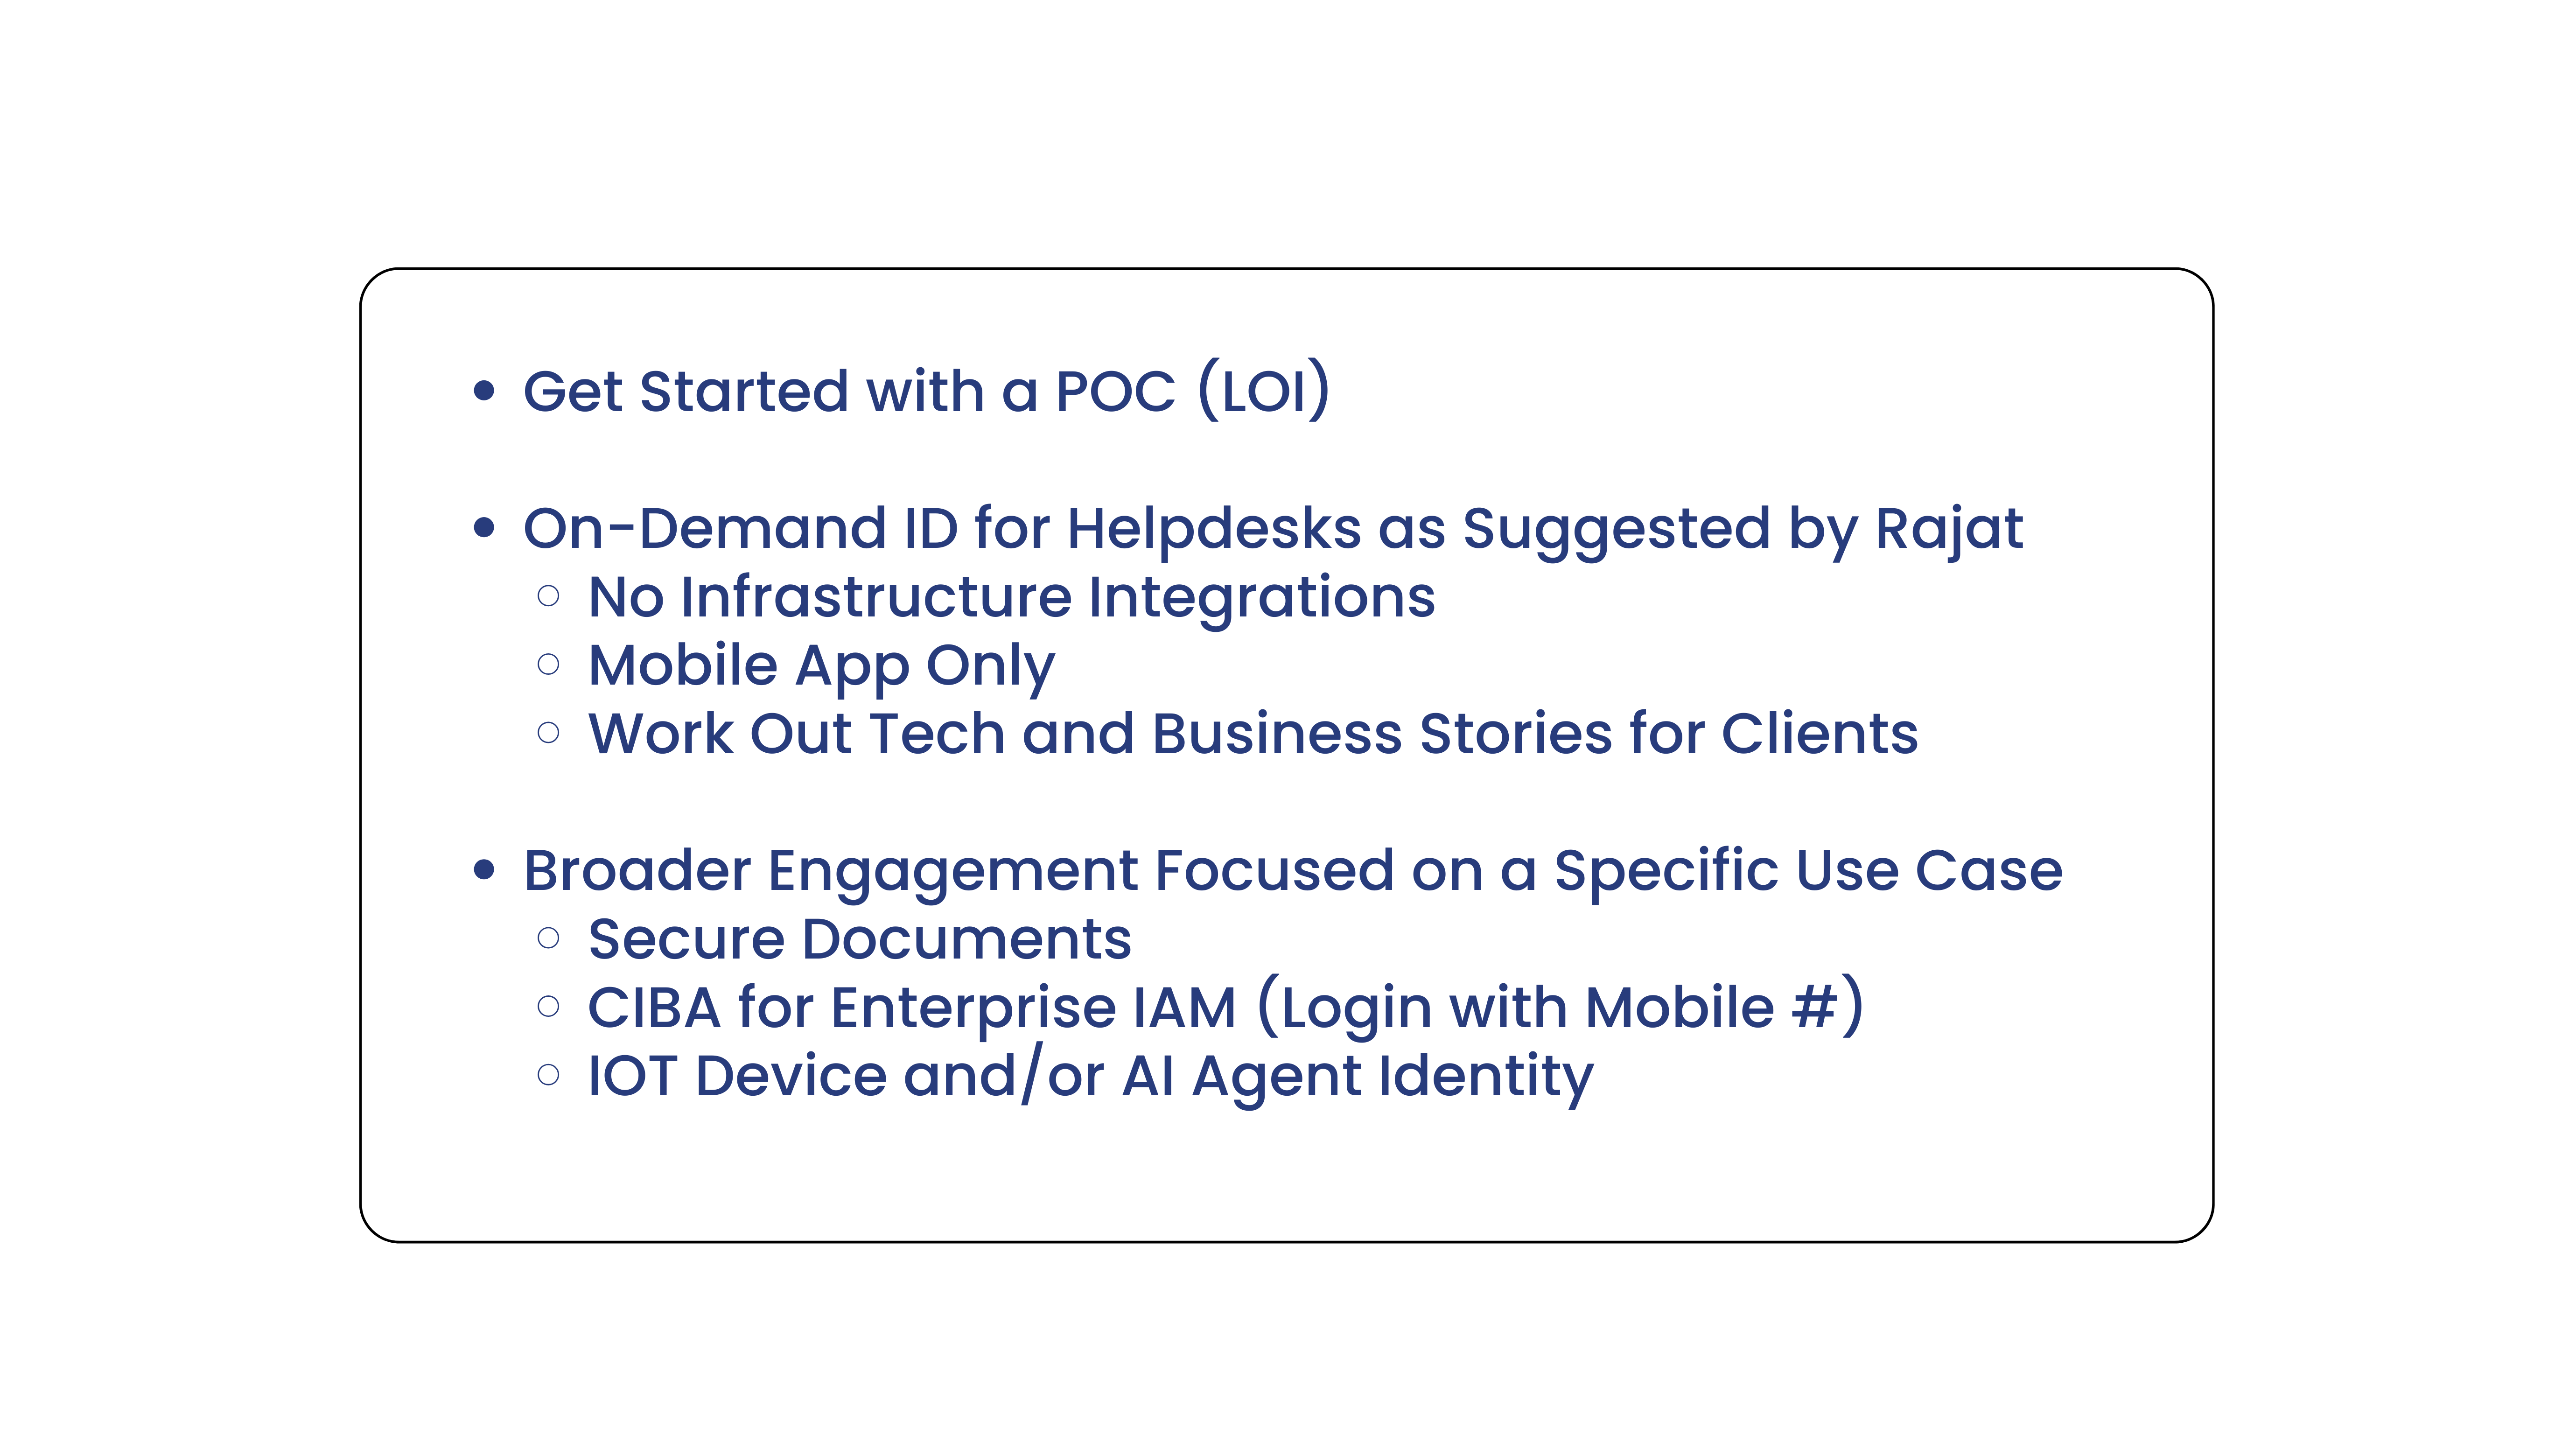 • Get Started with a POC (LOI)
• On-Demand ID for Helpdesks as Suggested by Rajat
○ No Infrastructure Integrations
○ Mobile App Only
○ Work Out Tech and Business Stories for Clients
• Broader Engagement Focused on a Specific Use Case
○ Secure Documents
○ CIBA for Enterprise IAM (Login with Mobile #)
○ IOT Device and/or AI Agent Identity